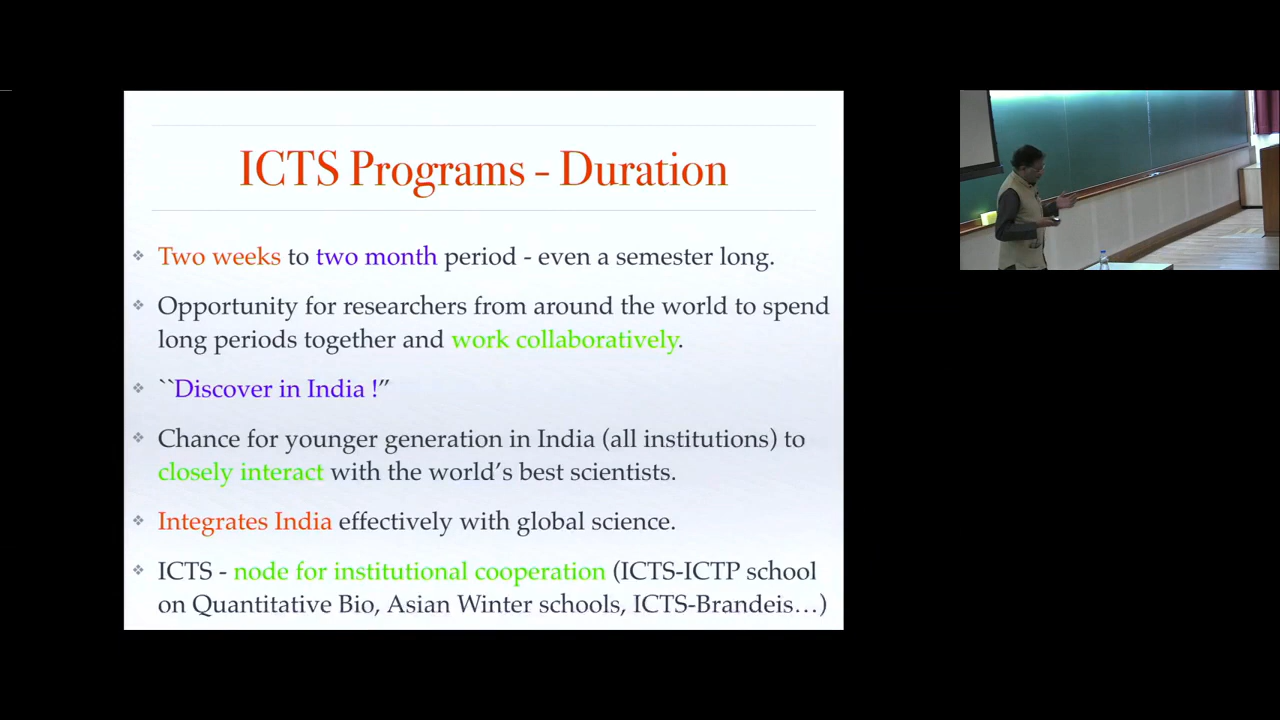 ICTS Programs - Duration
Two weeks to two month period - even a semester long.
Opportunity for researchers from around the world to spend
long periods together and work collaboratively.
``Discover in India !”
Chance for younger generation in India (all institutions) to
closely interact with the world’s best scientists.
Integrates India effectively with global science.
ICTS - node for institutional cooperation (ICTS-ICTP school
on Quantitative Bio, Asian Winter schools, ICTS-Brandeis…)